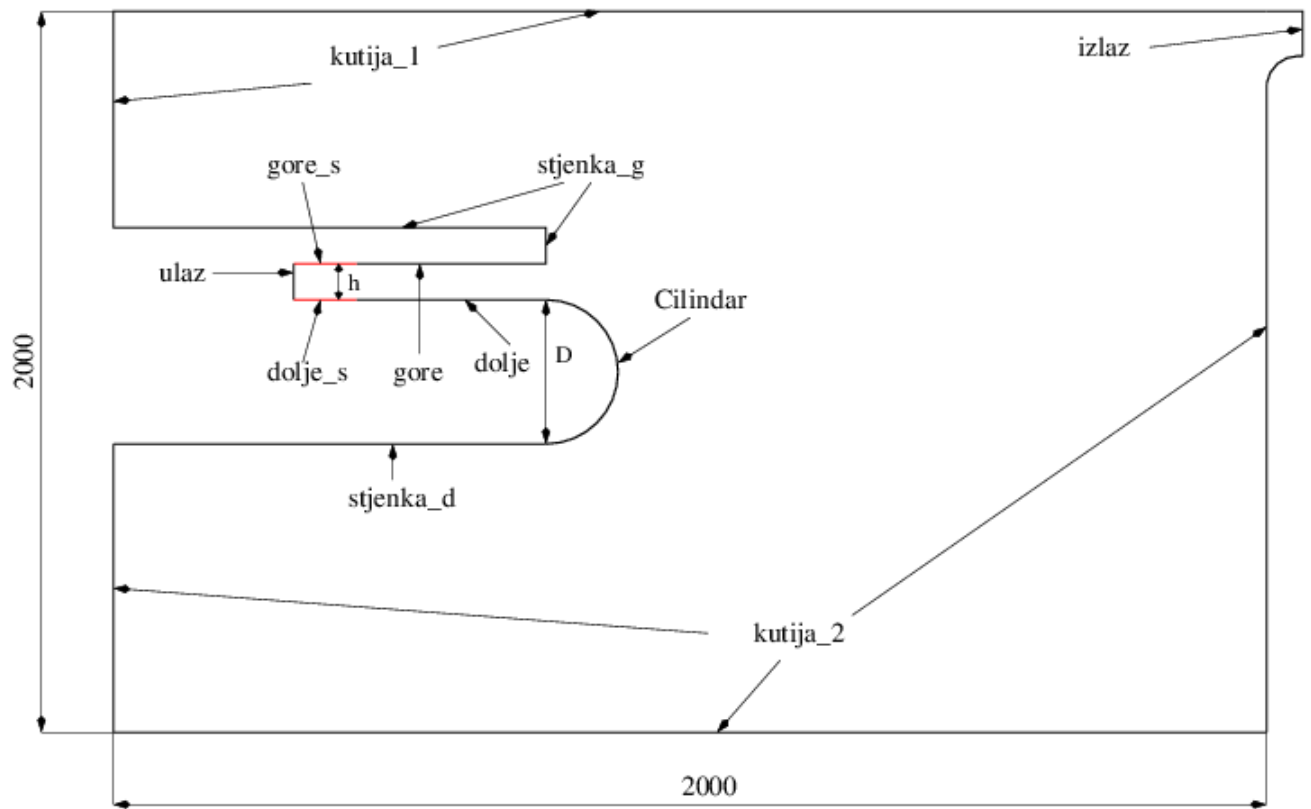 kutija_1
izlaz
gore_s
stjenka_g
ulaz
h
Cilindar
2000
dolje_s
gore
dolje
D
stjenka_d
kutija_2
2000